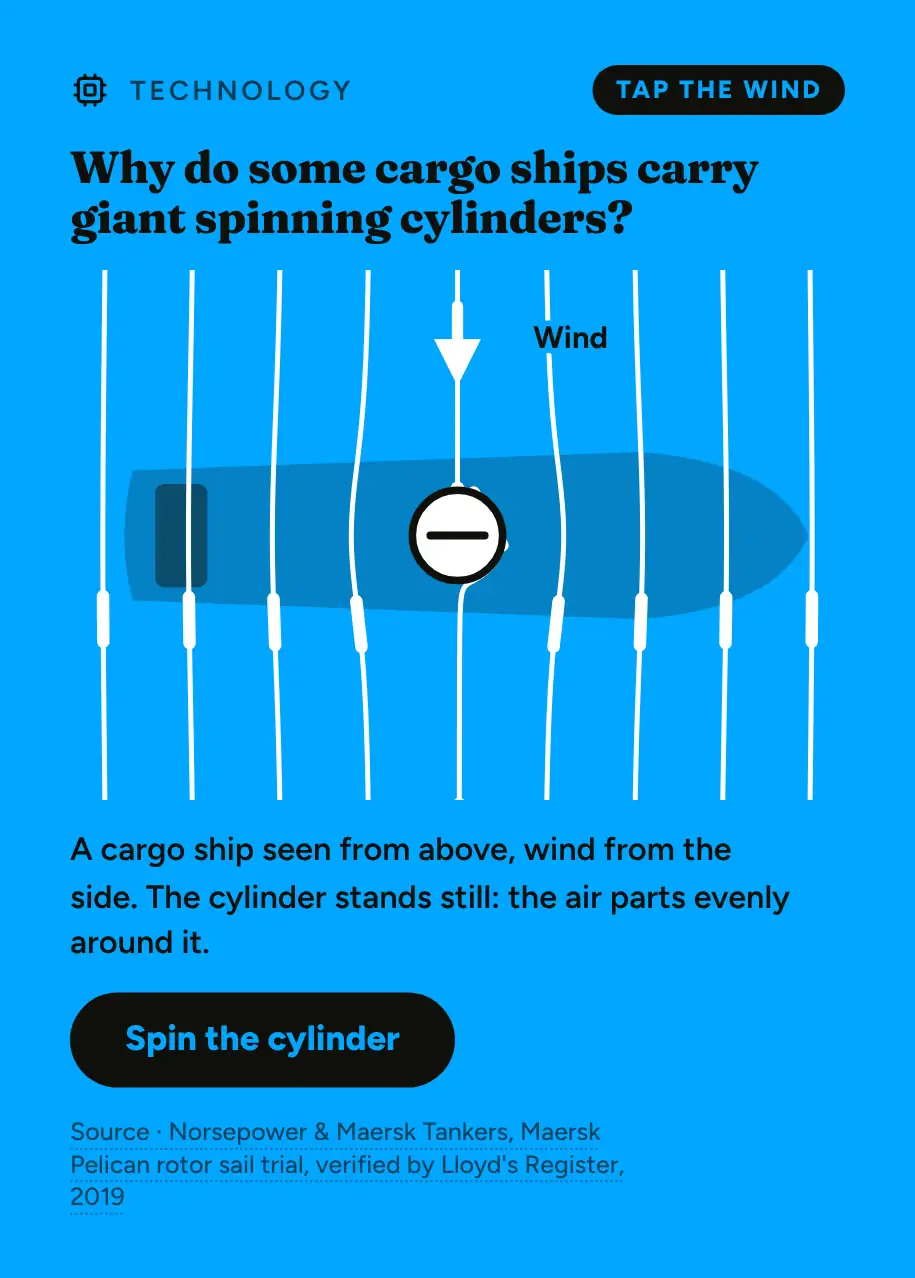 TECHNOLOGY
TAP THE WIND
Why do some cargo ships carry
giant spinning cylinders?
Wind
A cargo ship seen from above, wind from the
side. The cylinder stands still: the air parts evenly
around it.
Spin the cylinder
Source · Norsepower & Maersk Tankers, Maersk
Pelican rotor sail trial, verified by Lloyd's Register,
2019